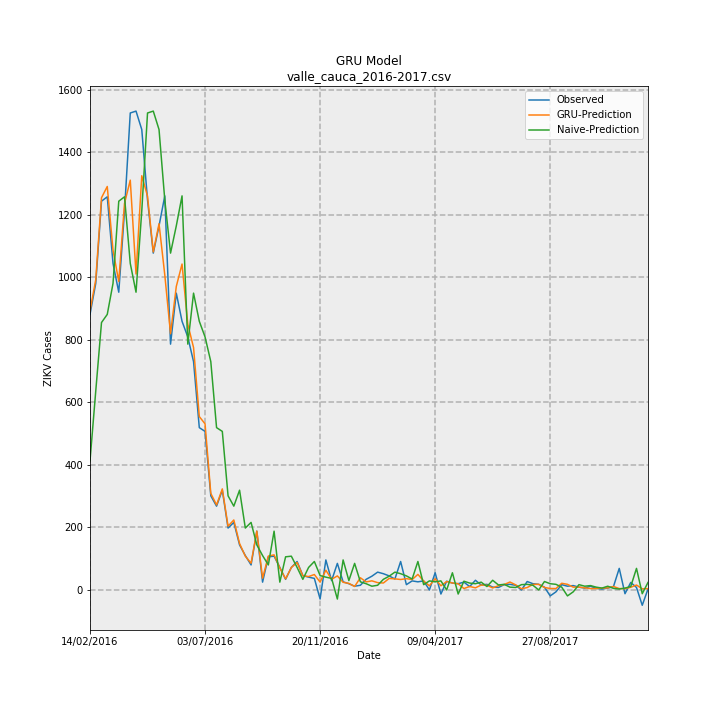 GRU Model
valle_cauca_2016-2017.csv
Observed
GRU-Prediction
Naive-Prediction
ZIKV Cases
1600
1400
1200
1000
800
600
400
200
0
14/02/2016
03/07/2016
20/11/2016
09/04/2017
27/08/2017
Date